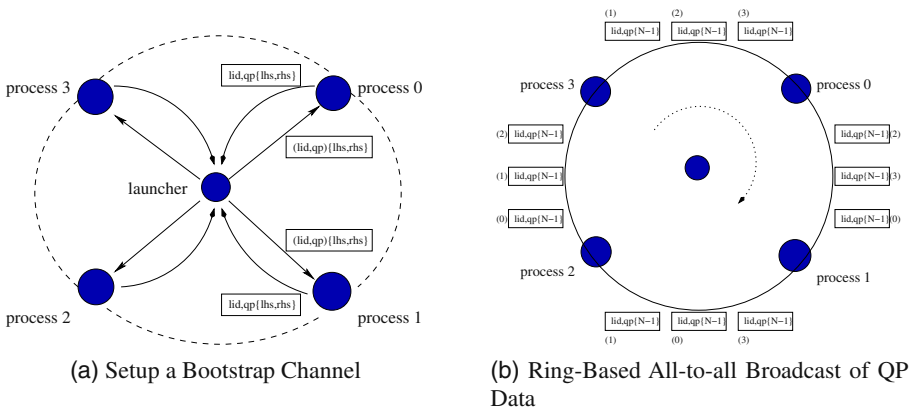 process 3
lid,qp{lhs,rhs}
process 0
(lid,qp){lhs,rhs}
launcher
(lid,qp){lhs,rhs}
lid,qp{lhs,rhs}
process 2
process 1
(a) Setup a Bootstrap Channel
(1) (2) (3)
lid,qp{N−1} lid,qp{N−1} lid,qp{N−1}
process 3
process 0
(2) lid,qp{N−1}
lid,qp{N−1} (2)
(1) lid,qp{N−1}
lid,qp{N−1} (3)
(0) lid,qp{N−1}
lid,qp{N−1} (0)
process 2
process 1
lid,qp{N−1} lid,qp{N−1} lid,qp{N−1}
(1) (0) (3)
(b) Ring-Based All-to-all Broadcast of QP
Data